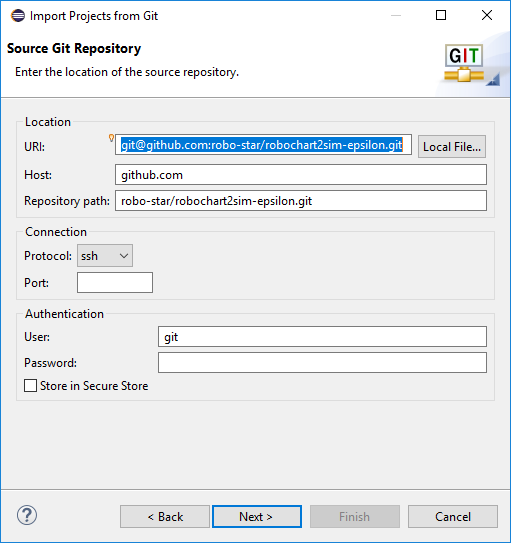 Import Projects from Git
Source Git Repository
Enter the location of the source repository.
GIT
Location
URI: git@github.com:robo-star/robochart2sim-epsilon.git Local File...
Host: github.com
Repository path: robo-star/robochart2sim-epsilon.git
Connection
Protocol: ssh
Port:
Authentication
User: git
Password:
Store in Secure Store
? < Back Next > Finish Cancel